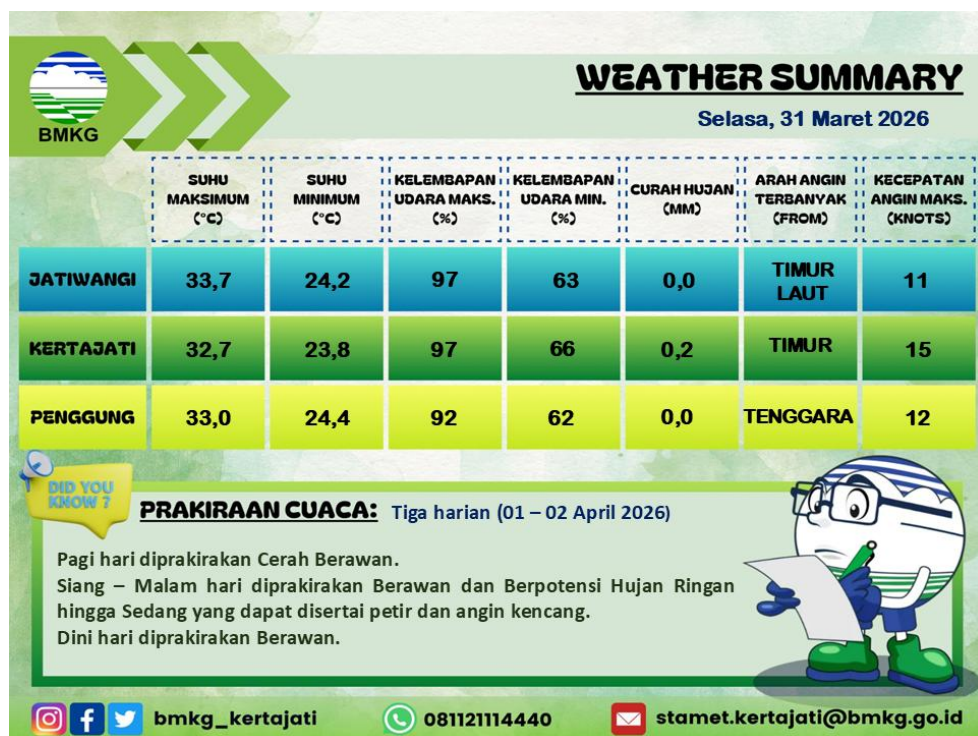 BMKG
WEATHER SUMMARY
Selasa, 31 Maret 2026
SUHU MAKSIMUM (°C) SUHU MINIMUM (°C) KELEMBAPAN UDARA MAKS. (%) KELEMBAPAN UDARA MIN. (%) CURAH HUJAN (MM) ARAH ANGIN TERBANYAK (FROM) KECEPATAN ANGIN MAKS. (KNOTS)
JATIWANGI 33,7 24,2 97 63 0,0 TIMUR LAUT 11
KERTAJATI 32,7 23,8 97 66 0,2 TIMUR 15
PENGGUNG 33,0 24,4 92 62 0,0 TENGGARA 12
DID YOU
KNOW ?
PRAKIRAAN CUACA: Tiga harian (01 – 02 April 2026)
Pagi hari diprakirakan Cerah Berawan.
Siang – Malam hari diprakirakan Berawan dan Berpotensi Hujan Ringan
hingga Sedang yang dapat disertai petir dan angin kencang.
Dini hari diprakirakan Berawan.
bmkg_kertajati 081121114440 stamet.kertajati@bmkg.go.id